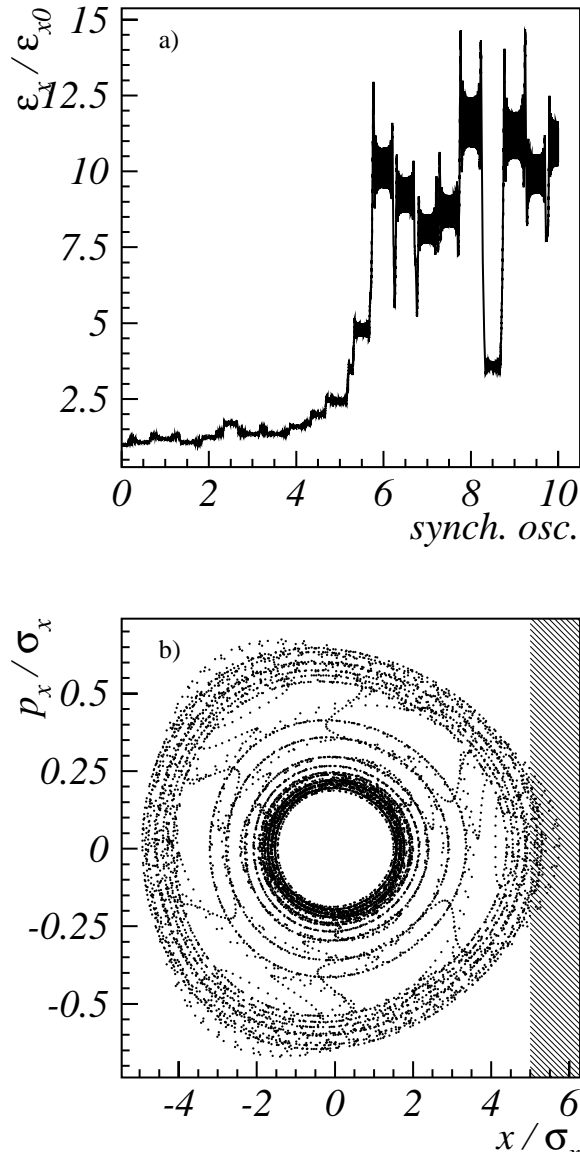 a)
ε_x / ε_x0
15
12.5
10
7.5
5
2.5
0 2 4 6 8 10
synch. osc.
b)
p_x / σ_x
0.5
0.25
0
-0.25
-0.5
-4 -2 0 2 4 6
x / σ_x